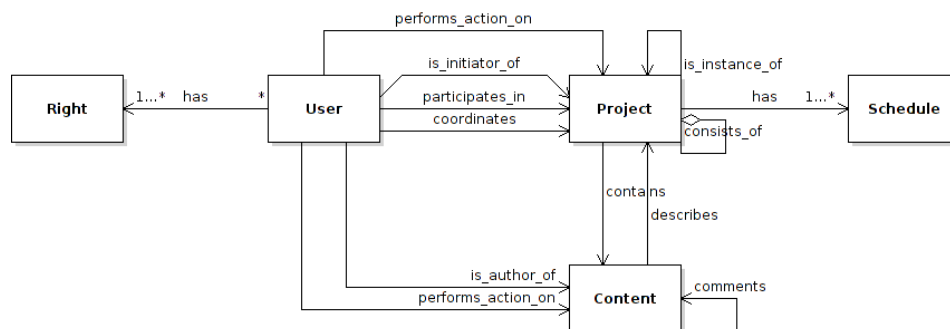 performs_action_on
is_initiator_of
is_instance_of
1...* has *
participates_in
has 1...*
Right
User
Project
Schedule
coordinates
consists_of
contains
describes
is_author_of
comments
performs_action_on
Content